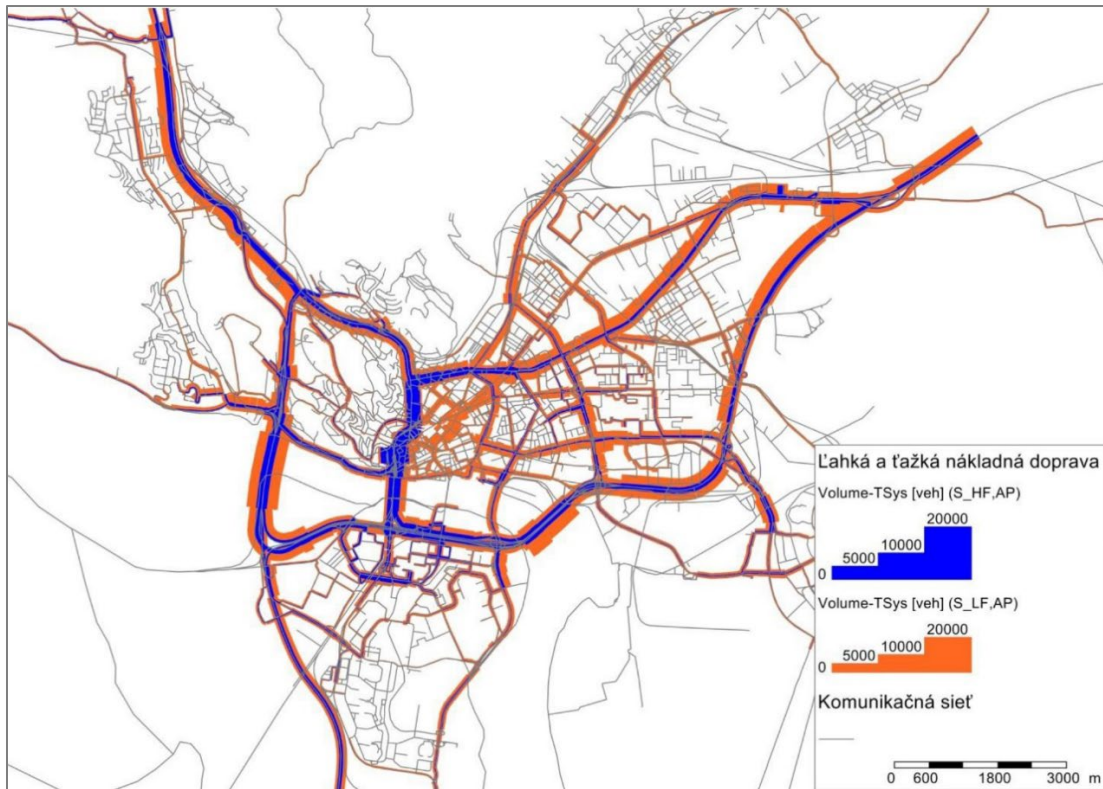 Ľahká a ťažká nákladná doprava
Volume-TSys [veh] (S_HF,AP)
0 5000 10000 20000
Volume-TSys [veh] (S_LF,AP)
0 5000 10000 20000
Komunikačná sieť
0 600 1800 3000 m